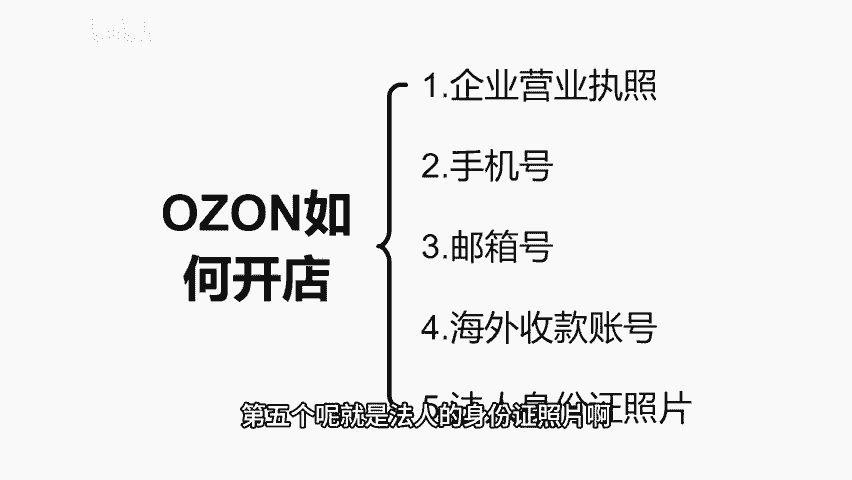 OZON如
何开店
1.企业营业执照
2.手机号
3.邮箱号
4.海外收款账号
5.法人身份证照片
第五个呢就是法人的身份证照片啊